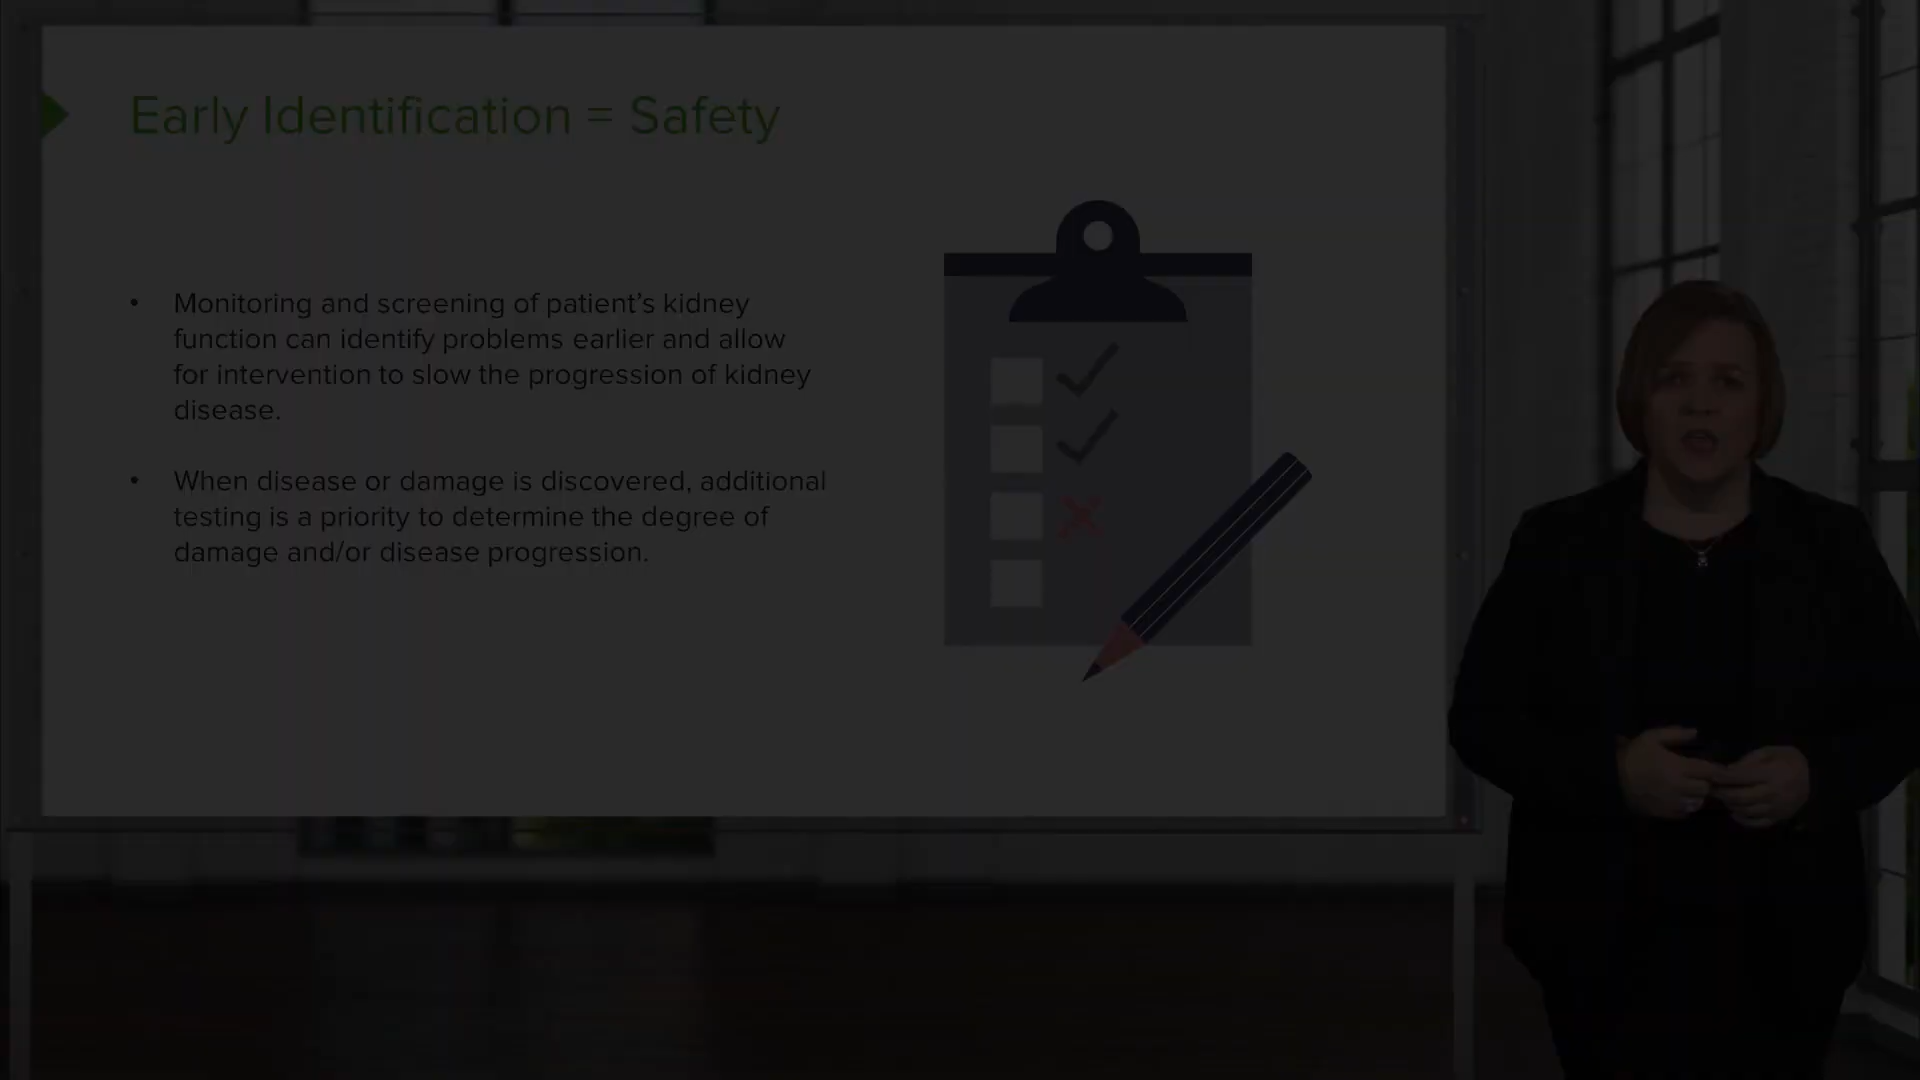 Early Identification = Safety
• Monitoring and screening of patient’s kidney
function can identify problems earlier and allow
for intervention to slow the progression of kidney
disease.
• When disease or damage is discovered, additional
testing is a priority to determine the degree of
damage and/or disease progression.